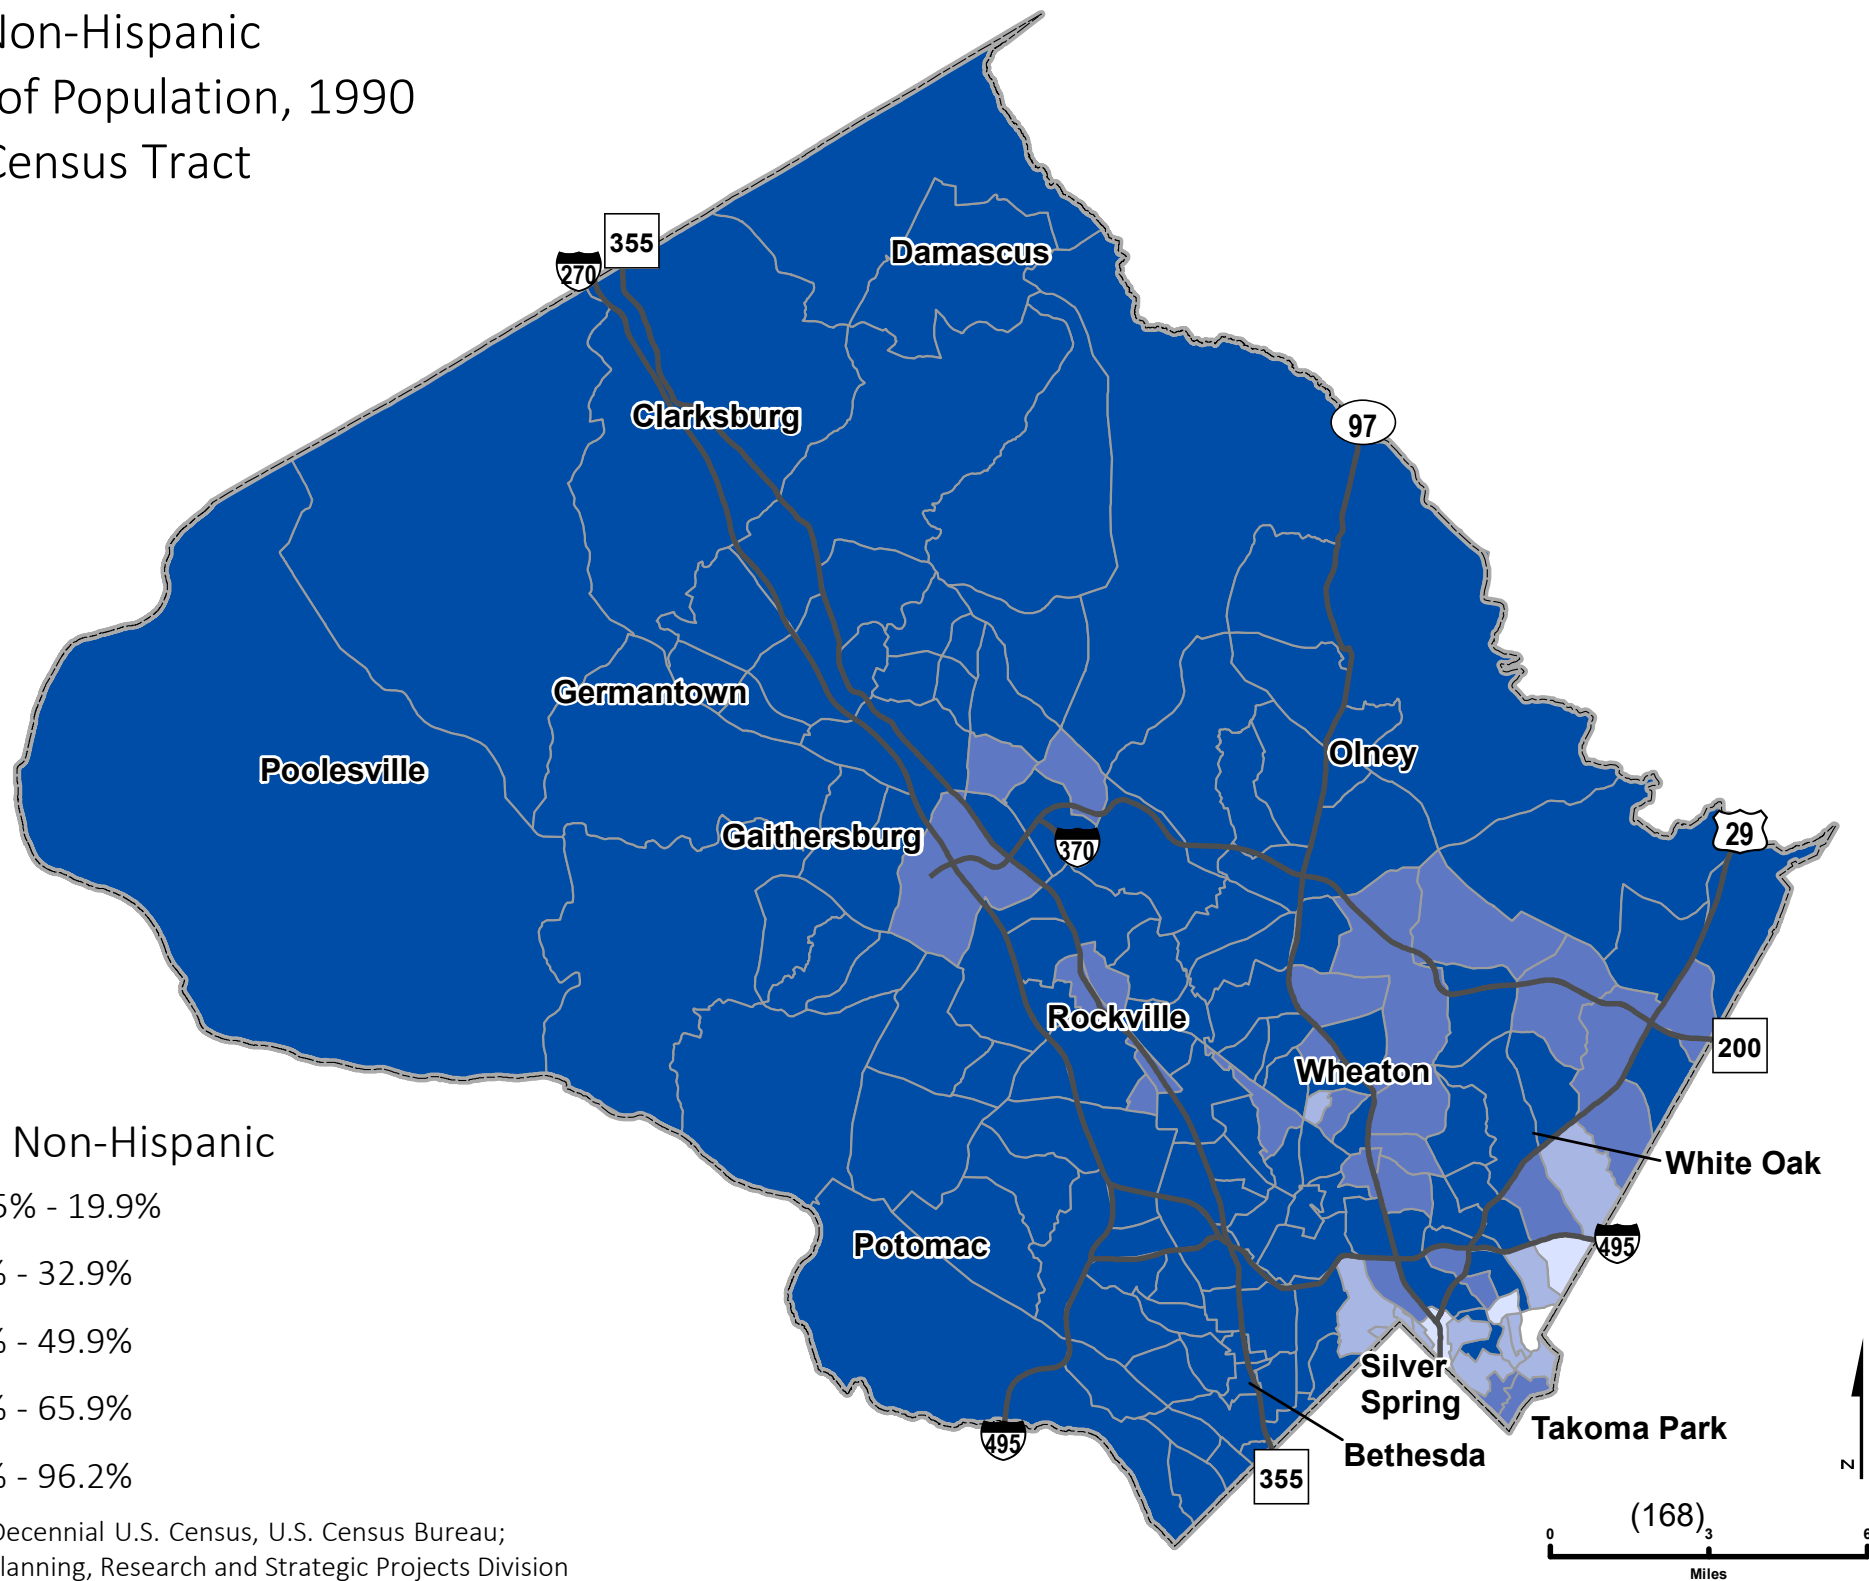 Non-Hispanic
of Population, 1990
Census Tract
355
270
Damascus
Clarksburg
97
Germantown
Poolesville
Olney
Gaithersburg
370
29
Rockville
Wheaton
200
White Oak
Non-Hispanic
5% - 19.9%
% - 32.9%
% - 49.9%
% - 65.9%
% - 96.2%
Potomac
495
Silver
Spring
Takoma Park
Bethesda
495
355
Z
(168)
0 3 6
Miles
Decennial U.S. Census, U.S. Census Bureau;
lanning, Research and Strategic Projects Division